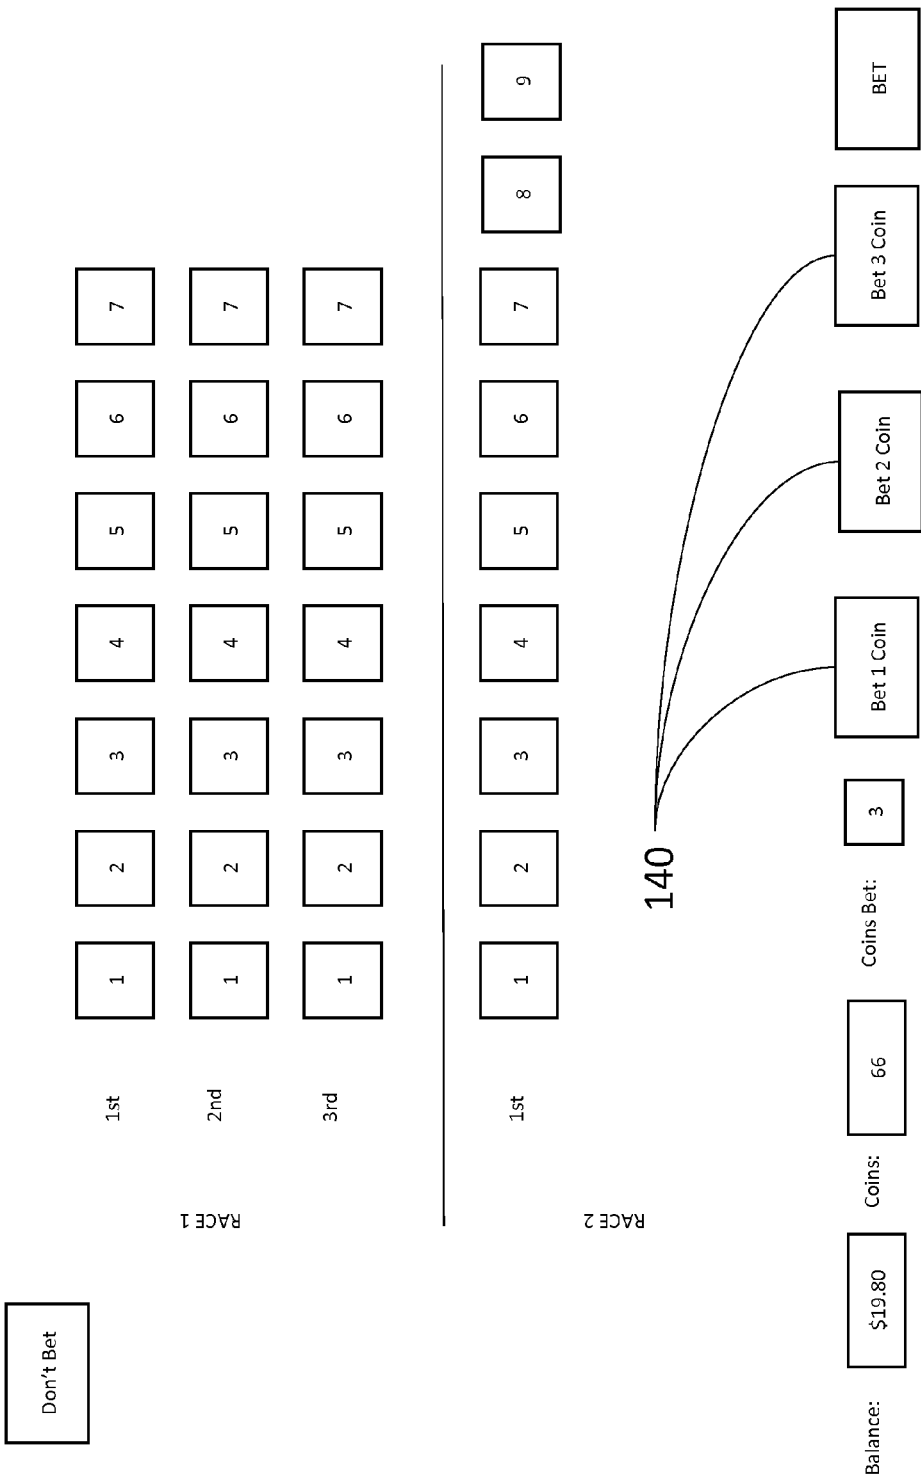 Don't Bet
RACE 1
1st 1 2 3 4 5 6 7
2nd 1 2 3 4 5 6 7
3rd 1 2 3 4 5 6 7
RACE 2
1st 1 2 3 4 5 6 7 8 9
140
Balance: $19.80 Coins: 66 Coins Bet: 3 Bet 1 Coin Bet 2 Coin Bet 3 Coin BET